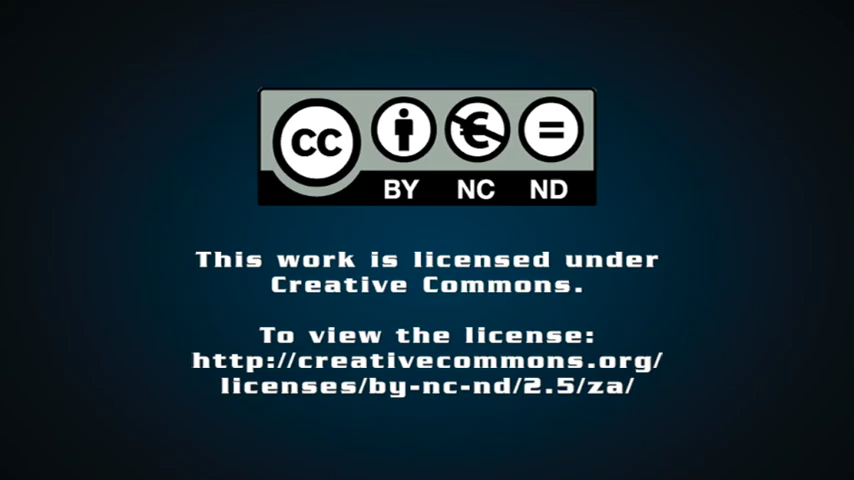 CC
BY NC ND
This work is licensed under
Creative Commons.
To view the license:
http://creativecommons.org/
licenses/by-nc-nd/2.5/za/